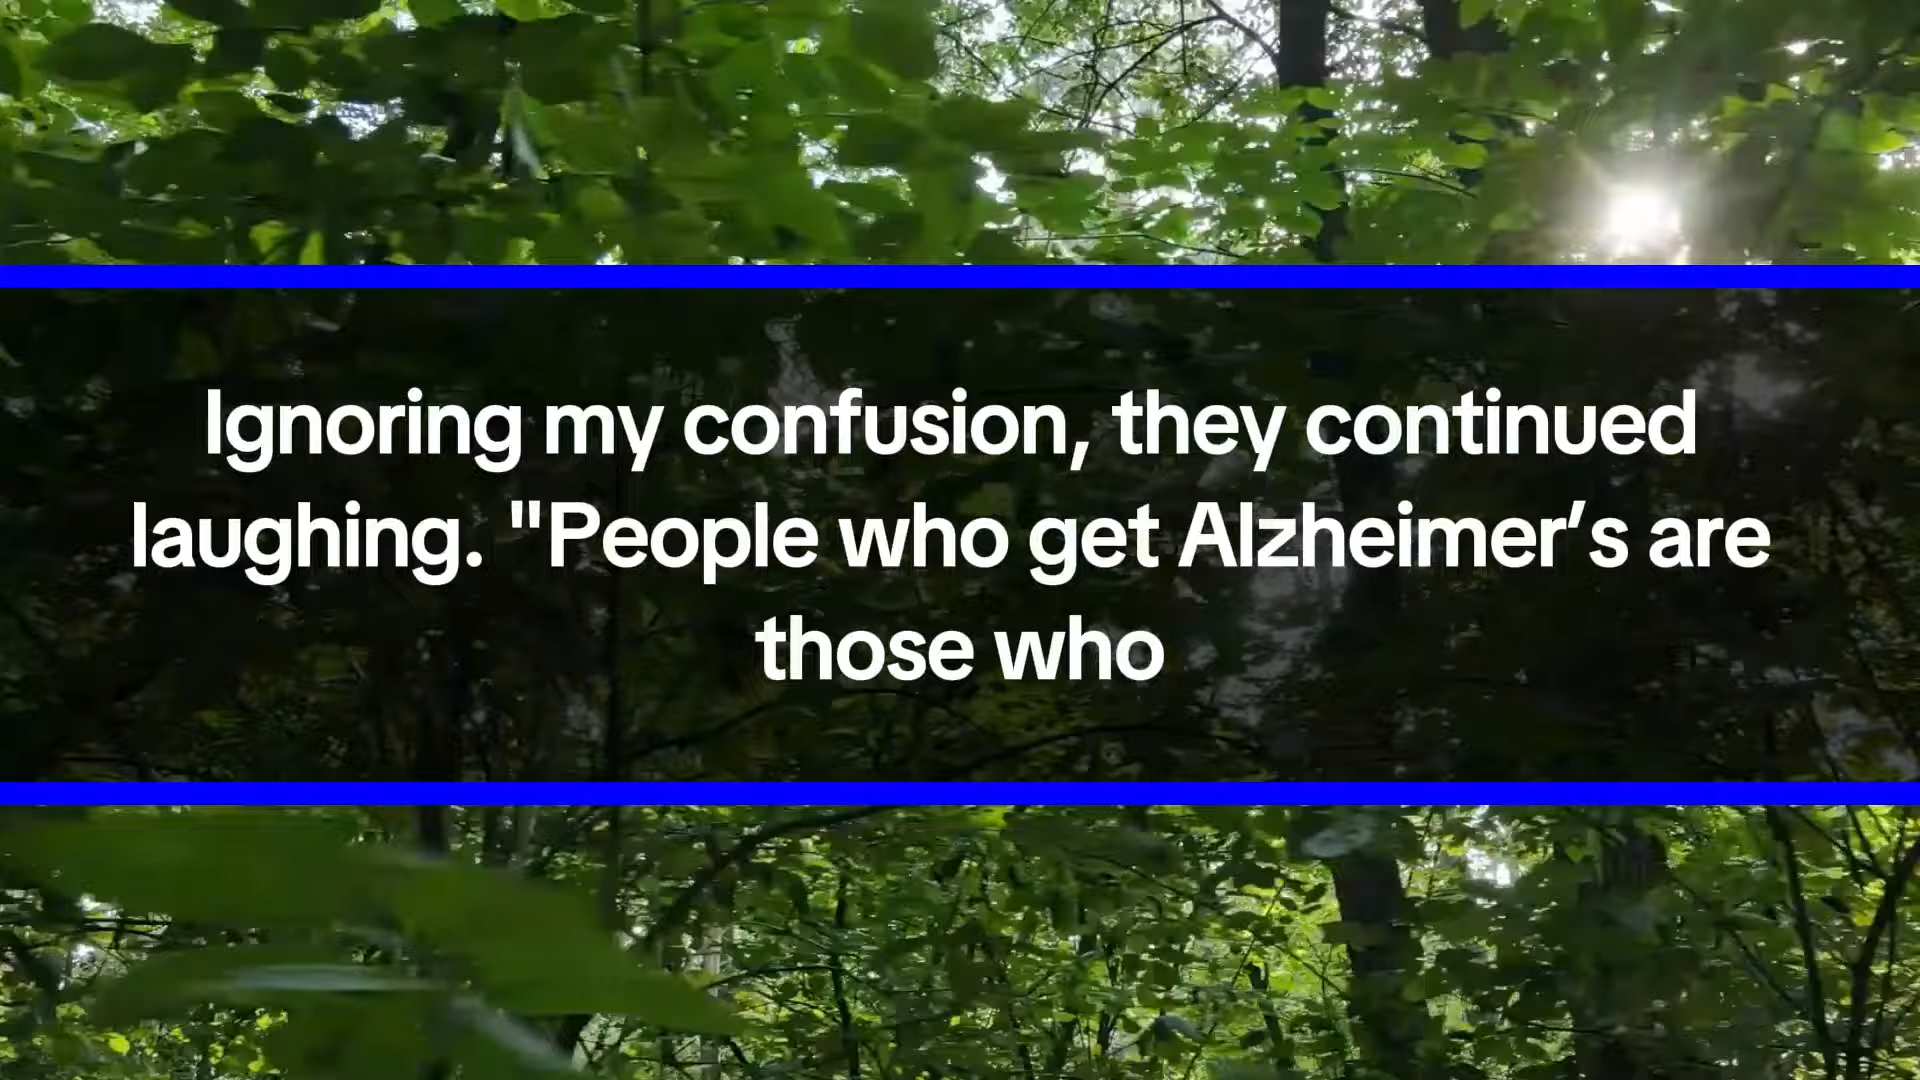 Ignoring my confusion, they continued
laughing. "People who get Alzheimer’s are
those who